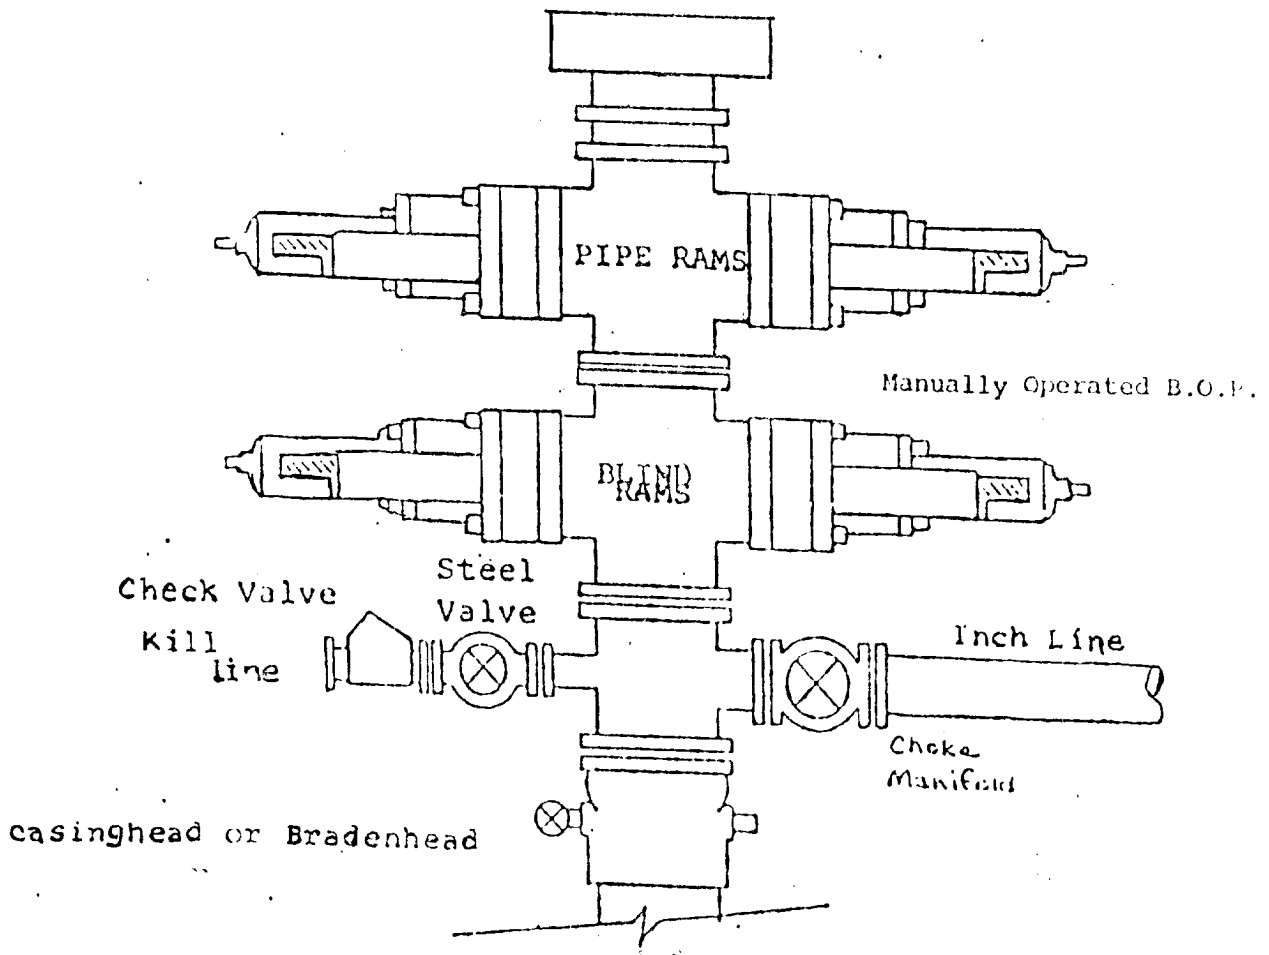 PIPE RAMS
Manually Operated B.O.P.
BLIND
RAMS
Steel
Valve
Check Valve
Kill
line
Inch Line
Choke
Manifold
casinghead or Bradenhead